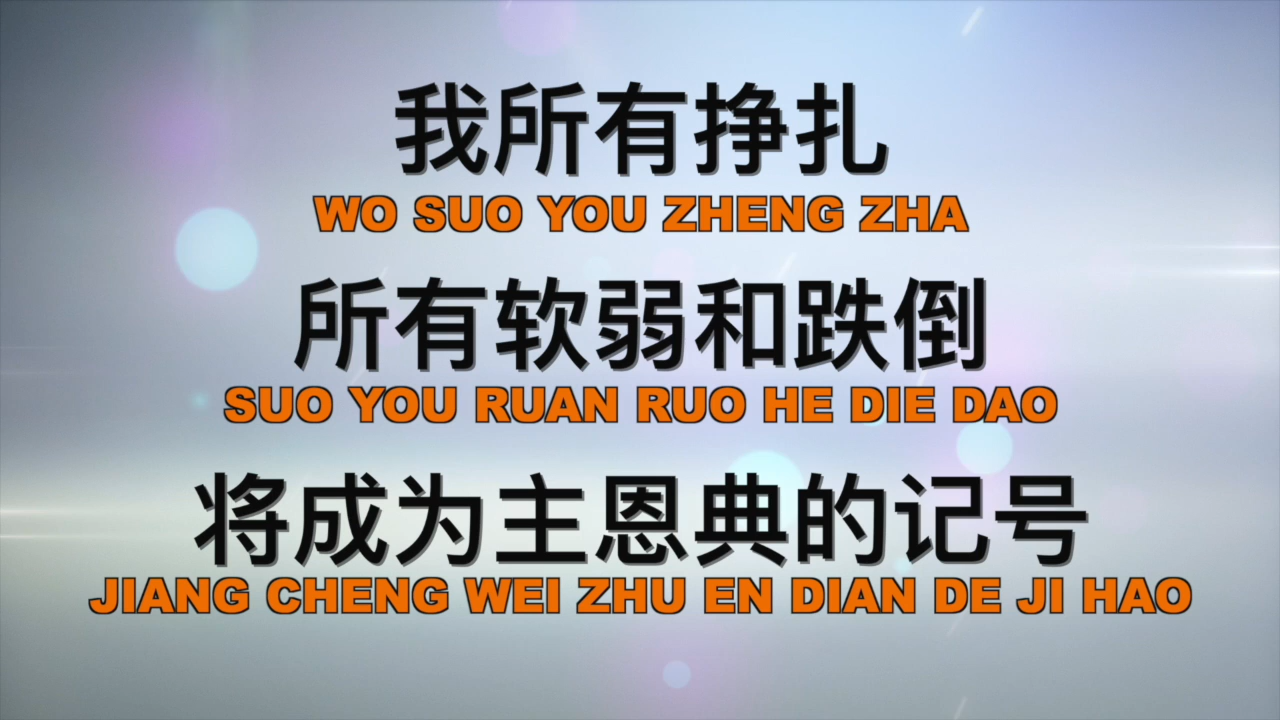 我所有挣扎
WO SUO YOU ZHENG ZHA
所有软弱和跌倒
SUO YOU RUAN RUO HE DIE DAO
将成为主恩典的记号
JIANG CHENG WEI ZHU EN DIAN DE JI HAO